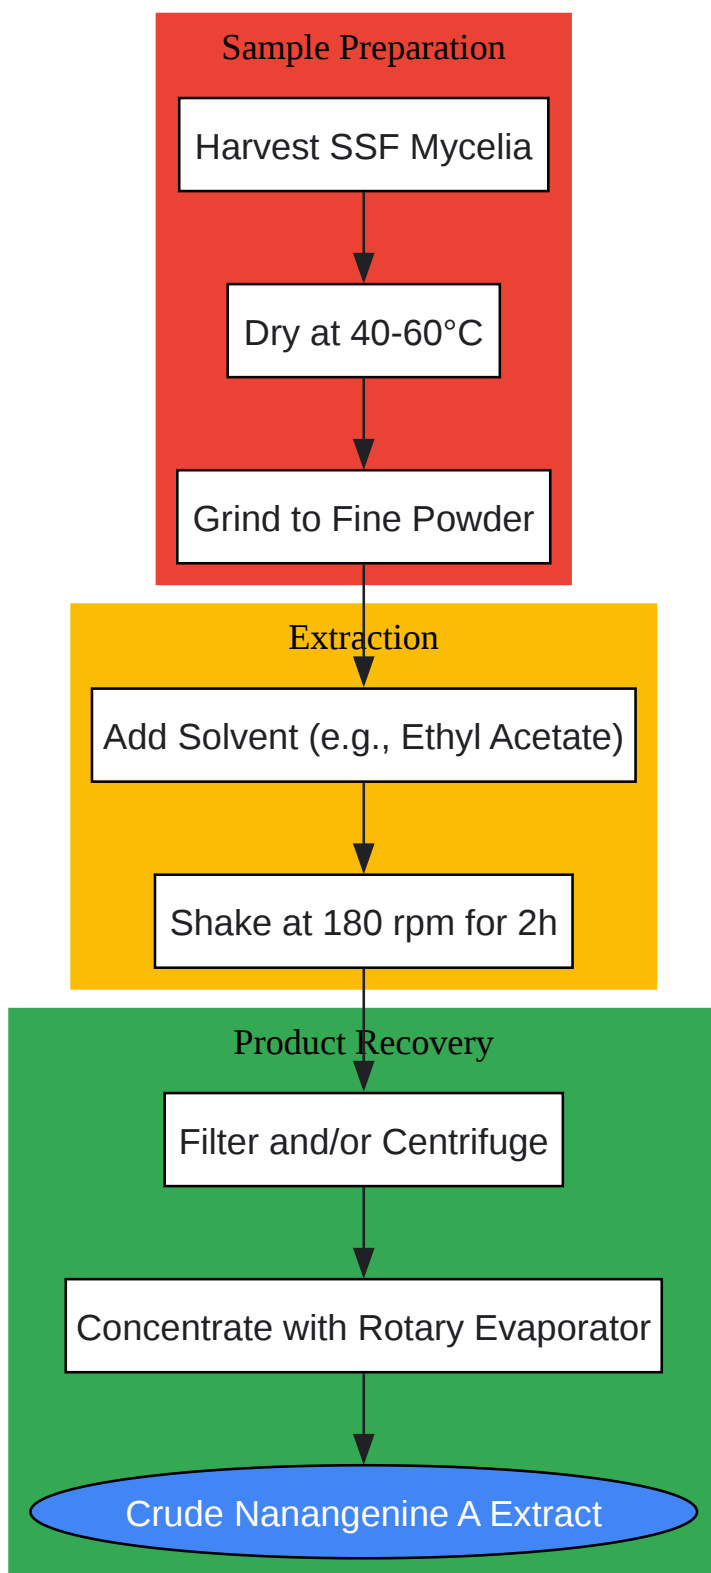 Sample Preparation
Harvest SSF Mycelia
Dry at 40-60°C
Grind to Fine Powder
Extraction
Add Solvent (e.g., Ethyl Acetate)
Shake at 180 rpm for 2h
Product Recovery
Filter and/or Centrifuge
Concentrate with Rotary Evaporator
Crude Nanangenine A Extract